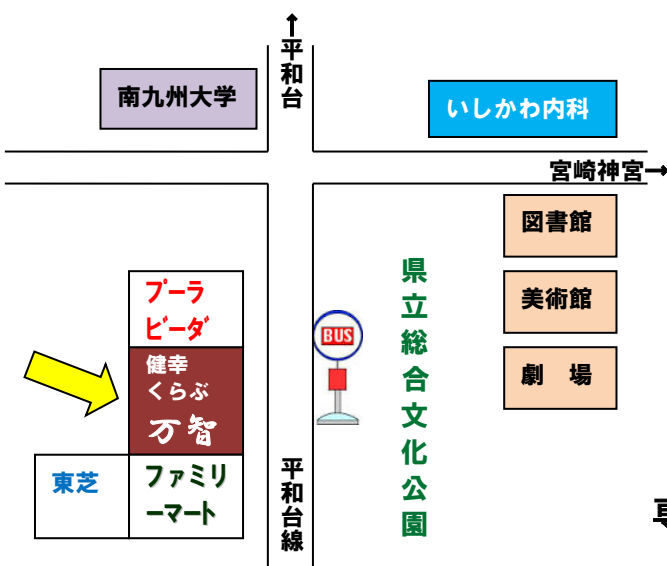 ↑
平和台
南九州大学
いしかわ内科
宮崎神宮→
図書館
美術館
劇　場
県立総合文化公園
プーラ
ビーダ
健幸
くらぶ
万智
BUS
東芝
ファミリ
ーマート
平和台線